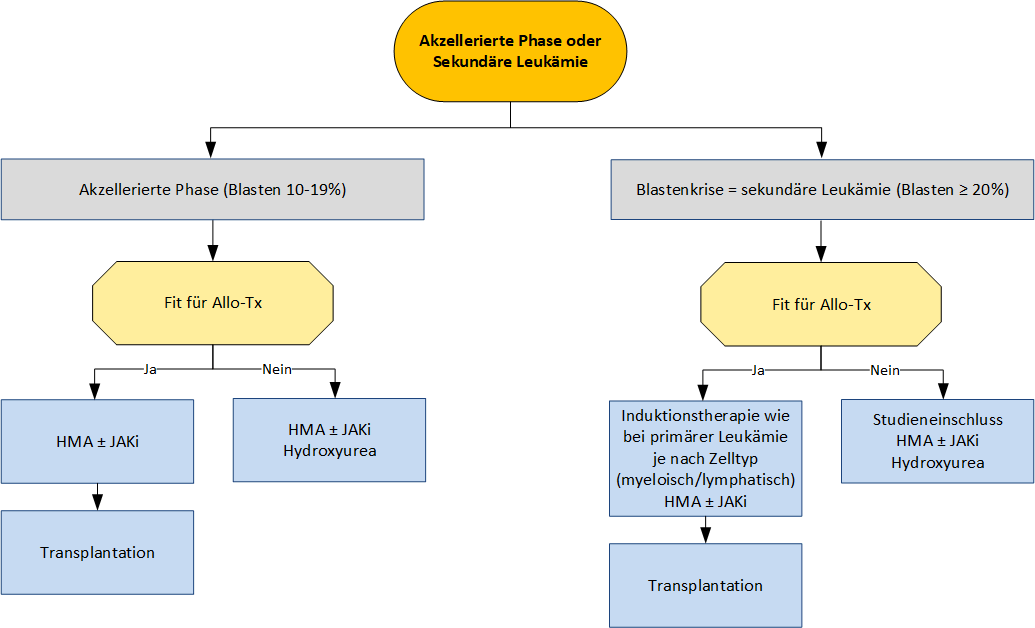 Akzellerierte Phase oder
Sekundäre Leukämie
Akzellerierte Phase (Blasten 10-19%)
Blastenkrise = sekundäre Leukämie (Blasten ≥ 20%)
Fit für Allo-Tx
Fit für Allo-Tx
Ja
Nein
Ja
Nein
HMA ± JAKi
HMA ± JAKi
Hydroxyurea
Induktionstherapie wie
bei primärer Leukämie
je nach Zelltyp
(myeloisch/lymphatisch)
HMA ± JAKi
Studieneinschluss
HMA ± JAKi
Hydroxyurea
Transplantation
Transplantation